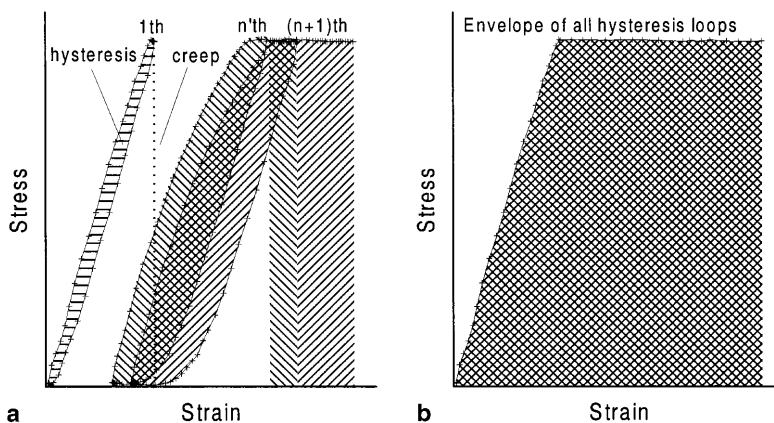 1th n'th (n+1)th
hysteresis creep
Stress
Strain
a
Envelope of all hysteresis loops
Stress
Strain
b